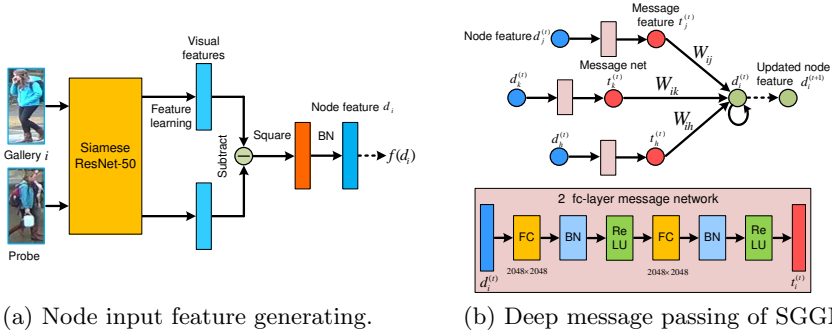 Visual
features
Feature
learning
Siamese
ResNet-50
Gallery i
Probe
Subtract
Square
BN
Node feature d_i
f(d_i)
(a) Node input feature generating.
Message
feature t_j^(t)
Node feature d_j^(t)
Message net
W_ij
d_k^(t)
t_k^(t)
W_ik
d_i^(t)
Updated node
feature d_i^(t+1)
d_h^(t)
t_h^(t)
W_ih
2 fc-layer message network
FC
BN
Re
LU
FC
BN
Re
LU
2048×2048
2048×2048
d_i^(t)
t_i^(t)
(b) Deep message passing of SGG